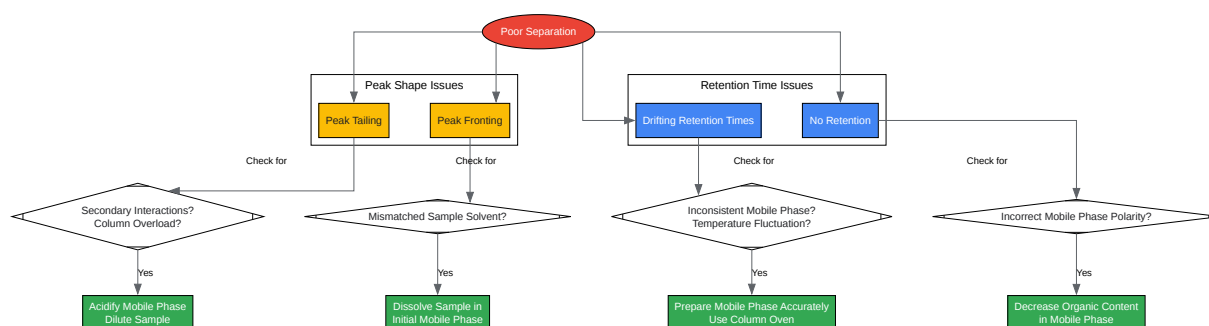 Poor Separation
Peak Shape Issues
Retention Time Issues
Peak Tailing
Peak Fronting
Drifting Retention Times
No Retention
Check for
Check for
Check for
Check for
Secondary Interactions?
Column Overload?
Mismatched Sample Solvent?
Inconsistent Mobile Phase?
Temperature Fluctuation?
Incorrect Mobile Phase Polarity?
Yes
Yes
Yes
Yes
Acidify Mobile Phase
Dilute Sample
Dissolve Sample in
Initial Mobile Phase
Prepare Mobile Phase Accurately
Use Column Oven
Decrease Organic Content
in Mobile Phase